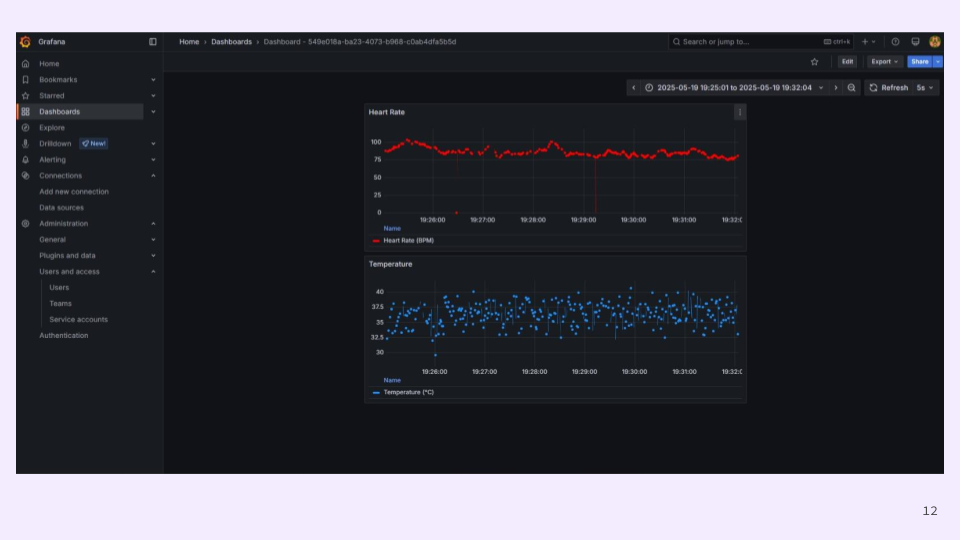 Grafana
Home › Dashboards › Dashboard - 549e018a-ba23-4073-b968-c0ab4dfa5b5d
Search or jump to...
ctrl+k
Edit
Export
Share
2025-05-19 19:25:01 to 2025-05-19 19:32:04
Refresh
5s
Home
Bookmarks
Starred
Dashboards
Explore
Drilldown
New!
Alerting
Connections
Add new connection
Data sources
Administration
General
Plugins and data
Users and access
Users
Teams
Service accounts
Authentication
Heart Rate
100
75
50
25
0
19:26:00 19:27:00 19:28:00 19:29:00 19:30:00 19:31:00 19:32:0
Name
Heart Rate (BPM)
Temperature
40
37.5
35
32.5
30
19:26:00 19:27:00 19:28:00 19:29:00 19:30:00 19:31:00 19:32:0
Name
Temperature (°C)
12